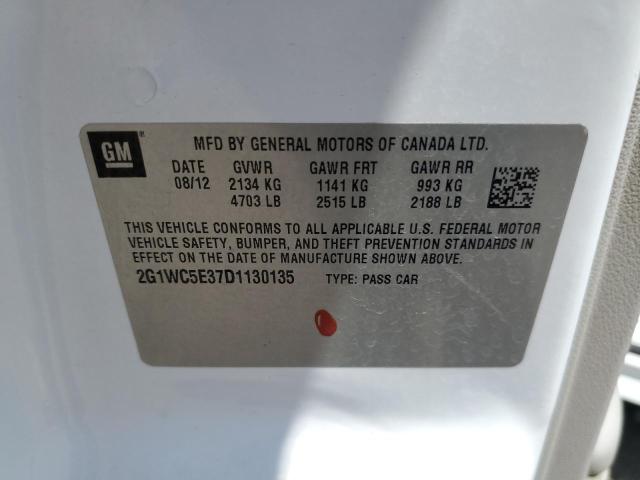 GM
MFD BY GENERAL MOTORS OF CANADA LTD.
DATE GVWR GAWR FRT GAWR RR
08/12 2134 KG 1141 KG 993 KG
4703 LB 2515 LB 2188 LB
THIS VEHICLE CONFORMS TO ALL APPLICABLE U.S. FEDERAL MOTOR
VEHICLE SAFETY, BUMPER, AND THEFT PREVENTION STANDARDS IN
EFFECT ON THE DATE OF MANUFACTURE SHOWN ABOVE.
2G1WC5E37D1130135 TYPE: PASS CAR